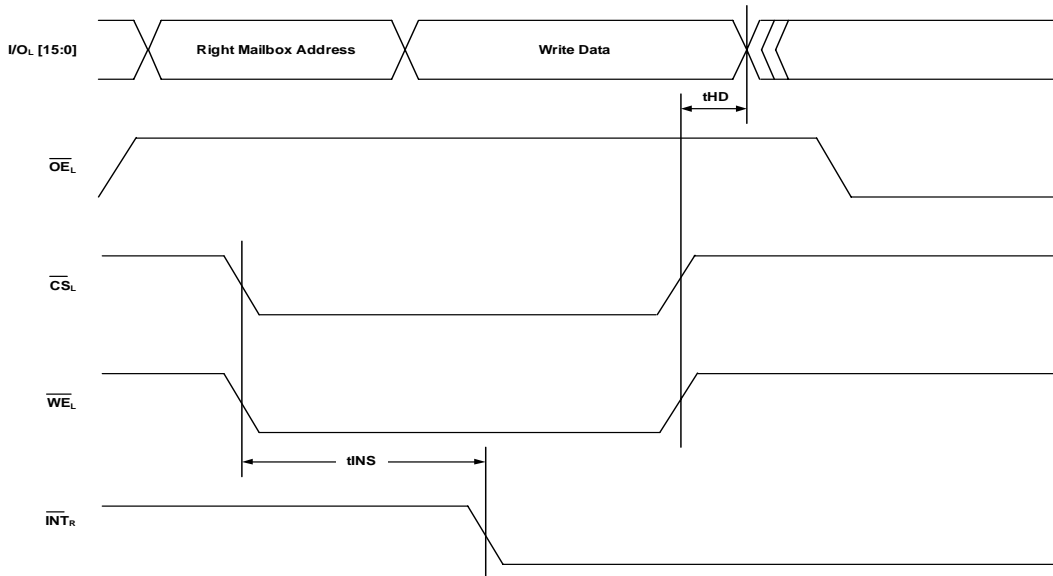 I/OL [15:0]
Right Mailbox Address
Write Data
tHD
OEL
CSL
WEL
tINS
INTR